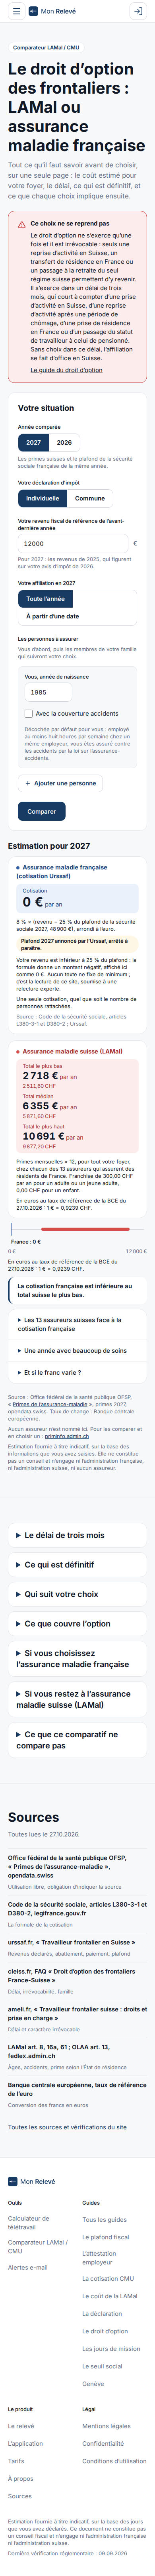 Mon Relevé
Comparateur LAMal / CMU
Le droit d'option
des frontaliers :
LAMal ou
assurance
maladie française
Tout ce qu'il faut savoir avant de choisir,
sur une seule page : le coût estimé pour
votre foyer, le délai, ce qui est définitif, et
ce que chaque choix implique ensuite.
Ce choix ne se reprend pas
Le droit d'option ne s'exerce qu'une
fois et il est irrévocable : seuls une
reprise d'activité en Suisse, un
transfert de résidence en France ou
un passage à la retraite du seul
régime suisse permettent d'y revenir.
Il s'exerce dans un délai de trois
mois, qui court à compter d'une prise
d'activité en Suisse, d'une reprise
d'activité après une période de
chômage, d'une prise de résidence
en France ou d'un passage du statut
de travailleur à celui de pensionné.
Sans choix dans ce délai, l'affiliation
se fait d'office en Suisse.
Le guide du droit d'option
Votre situation
Année comparée
2027 2026
Les primes suisses et le plafond de la sécurité
sociale française de la même année.
Votre déclaration d'impôt
Individuelle Commune
Votre revenu fiscal de référence de l'avant-
dernière année
12000 €
Pour 2027 : les revenus de 2025, qui figurent
sur votre avis d'impôt de 2026.
Votre affiliation en 2027
Toute l'année
À partir d'une date
Les personnes à assurer
Vous d'abord, puis les membres de votre famille
qui suivront votre choix.
Vous, année de naissance
1985
Avec la couverture accidents
Décochée par défaut pour vous : employé
au moins huit heures par semaine chez un
même employeur, vous êtes assuré contre
les accidents par la loi sur l'assurance-
accidents.
+ Ajouter une personne
Comparer
Estimation pour 2027
Assurance maladie française
(cotisation Urssaf)
Cotisation
0 € par an
8 % × (revenu − 25 % du plafond de la sécurité
sociale 2027, 48 900 €), arrondi à l'euro.
Plafond 2027 annoncé par l'Urssaf, arrêté à
paraître.
Votre revenu est inférieur à 25 % du plafond : la
formule donne un montant négatif, affiché ici
comme 0 €. Aucun texte ne fixe de minimum ;
c'est la lecture de ce site, soumise à une
relecture experte.
Une seule cotisation, quel que soit le nombre de
personnes rattachées.
Source : Code de la sécurité sociale, articles
L380-3-1 et D380-2 ; Urssaf.
Assurance maladie suisse (LAMal)
Total le plus bas
2 718 € par an
2 511,60 CHF
Total médian
6 355 € par an
5 871,60 CHF
Total le plus haut
10 691 € par an
9 877,20 CHF
Primes mensuelles × 12, pour tout votre foyer,
chez chacun des 13 assureurs qui assurent des
résidents de France. Franchise de 300,00 CHF
par an pour un adulte ou un jeune adulte,
0,00 CHF pour un enfant.
En euros au taux de référence de la BCE du
27.10.2026 : 1 € = 0,9239 CHF.
France : 0 €
0 € 12 000 €
En euros au taux de référence de la BCE du
27.10.2026 : 1 € = 0,9239 CHF.
La cotisation française est inférieure au
total suisse le plus bas.
Les 13 assureurs suisses face à la
cotisation française
Une année avec beaucoup de soins
Et si le franc varie ?
Source : Office fédéral de la santé publique OFSP,
« Primes de l'assurance-maladie », primes 2027,
opendata.swiss. Taux de change : Banque centrale
européenne.
Aucun assureur n'est nommé ici. Pour les comparer et
en choisir un : priminfo.admin.ch
Estimation fournie à titre indicatif, sur la base des
informations que vous avez saisies. Elle ne constitue
pas un conseil et n'engage ni l'administration française,
ni l'administration suisse, ni aucun assureur.
Le délai de trois mois
Ce qui est définitif
Qui suit votre choix
Ce que couvre l'option
Si vous choisissez
l'assurance maladie française
Si vous restez à l'assurance
maladie suisse (LAMal)
Ce que ce comparatif ne
compare pas
Sources
Toutes lues le 27.10.2026.
Office fédéral de la santé publique OFSP,
« Primes de l'assurance-maladie »,
opendata.swiss
Utilisation libre, obligation d'indiquer la source
Code de la sécurité sociale, articles L380-3-1 et
D380-2, legifrance.gouv.fr
La formule de la cotisation
urssaf.fr, « Travailleur frontalier en Suisse »
Revenus déclarés, abattement, paiement, plafond
cleiss.fr, FAQ « Droit d'option des frontaliers
France-Suisse »
Délai, irrévocabilité, famille
ameli.fr, « Travailleur frontalier suisse : droits et
prise en charge »
Délai et caractère irrévocable
LAMal art. 8, 16a, 61 ; OLAA art. 13,
fedlex.admin.ch
Âges, accidents, prime selon l'État de résidence
Banque centrale européenne, taux de référence
de l'euro
Conversion des francs en euros
Toutes les sources et vérifications du site
Mon Relevé
Outils
Calculateur de
télétravail
Comparateur LAMal /
CMU
Alertes e-mail
Guides
Tous les guides
Le plafond fiscal
L'attestation
employeur
La cotisation CMU
Le coût de la LAMal
La déclaration
Le droit d'option
Les jours de mission
Le seuil social
Genève
Le produit
Le relevé
L'application
Tarifs
À propos
Sources
Légal
Mentions légales
Confidentialité
Conditions d'utilisation
Estimation fournie à titre indicatif, sur la base des jours
que vous avez déclarés. Ce document ne constitue pas
un conseil fiscal et n'engage ni l'administration française
ni l'administration suisse.
Dernière vérification réglementaire : 09.09.2026